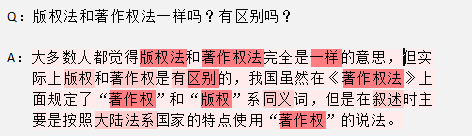 Q：版权法和著作权法一样吗？有区别吗？
A：大多数人都觉得版权法和著作权法完全是一样的意思，但实
际上版权和著作权是有区别的，我国虽然在《著作权法》上
面规定了“著作权”和“版权”系同义词，但是在叙述时主
要是按照大陆法系国家的特点使用“著作权”的说法。